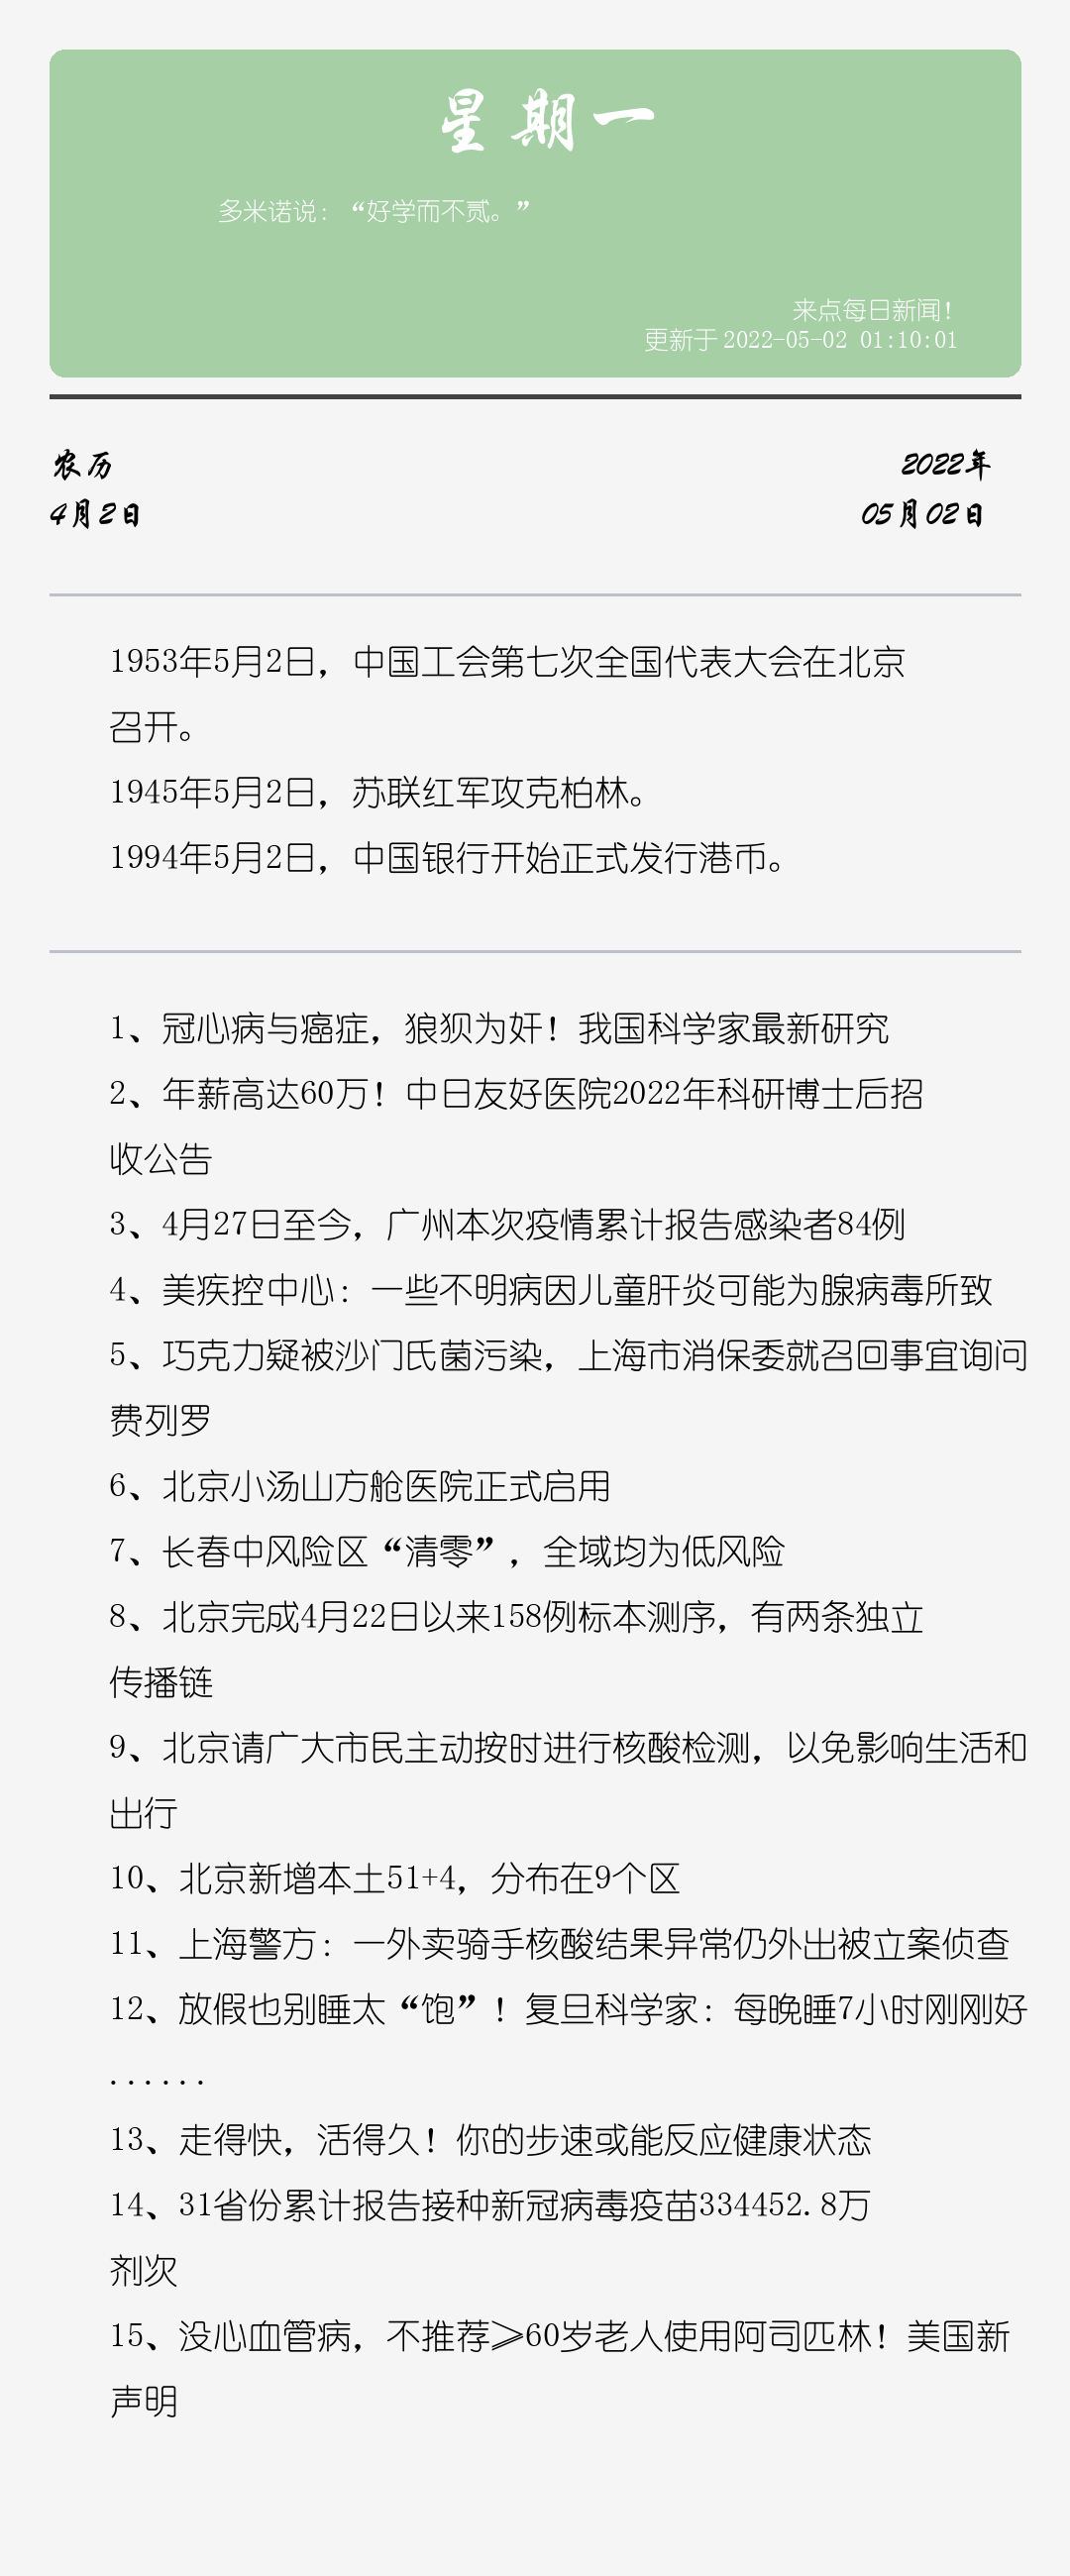 星期一
多米诺说：“好学而不贰。”
来点每日新闻！
更新于2022-05-02 01:10:01
农历
2022年
4月2日
05月02日
1953年5月2日，中国工会第七次全国代表大会在北京
召开。
1945年5月2日，苏联红军攻克柏林。
1994年5月2日，中国银行开始正式发行港币。
1、冠心病与癌症，狼狈为奸！我国科学家最新研究
2、年薪高达60万！中日友好医院2022年科研博士后招
收公告
3、4月27日至今，广州本次疫情累计报告感染者84例
4、美疾控中心：一些不明病因儿童肝炎可能为腺病毒所致
5、巧克力疑被沙门氏菌污染，上海市消保委就召回事宜询问
费列罗
6、北京小汤山方舱医院正式启用
7、长春中风险区“清零”，全域均为低风险
8、北京完成4月22日以来158例标本测序，有两条独立
传播链
9、北京请广大市民主动按时进行核酸检测，以免影响生活和
出行
10、北京新增本土51+4，分布在9个区
11、上海警方：一外卖骑手核酸结果异常仍外出被立案侦查
12、放假也别睡太“饱”！复旦科学家：每晚睡7小时刚刚好
......
13、走得快，活得久！你的步速或能反应健康状态
14、31省份累计报告接种新冠病毒疫苗334452.8万
剂次
15、没心血管病，不推荐≥60岁老人使用阿司匹林！美国新
声明